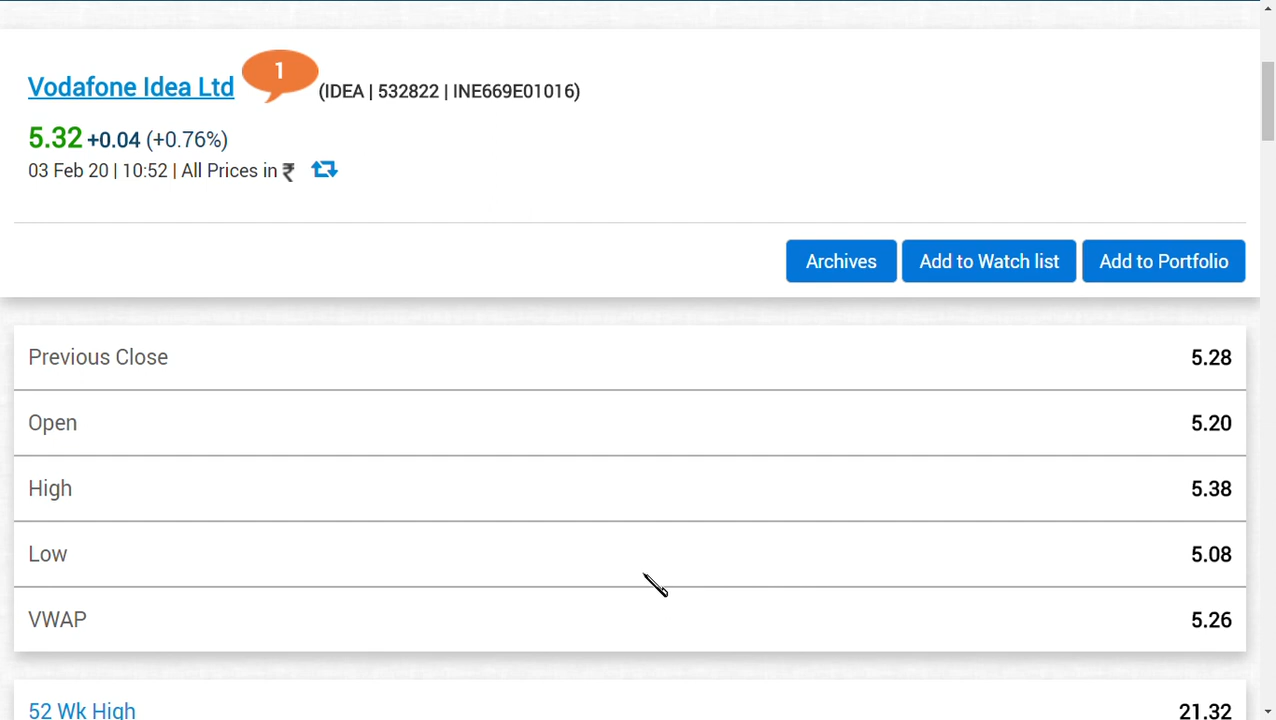 Vodafone Idea Ltd 1 (IDEA | 532822 | INE669E01016)
5.32 +0.04 (+0.76%)
03 Feb 20 | 10:52 | All Prices in ₹
Archives Add to Watch list Add to Portfolio
Previous Close 5.28
Open 5.20
High 5.38
Low 5.08
VWAP 5.26
52 Wk High 21.32